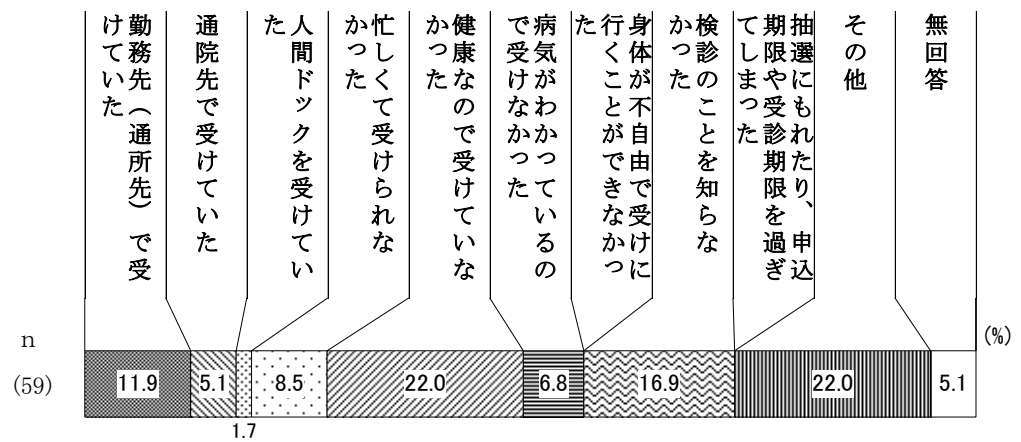 勤務先（通所先）で受
けていた
通院先で受けていた
人間ドックを受けてい
た
忙しくて受けられな
かった
健康なので受けていな
かった
病気がわかっているの
で受けなかった
身体が不自由で受けに
行くことができなかっ
た
検診のことを知らな
かった
抽選にもれたり、申込
期限や受診期限を過ぎ
てしまった
その他
無回答
n
(%)
(59)
11.9
5.1
1.7
8.5
22.0
6.8
16.9
22.0
5.1